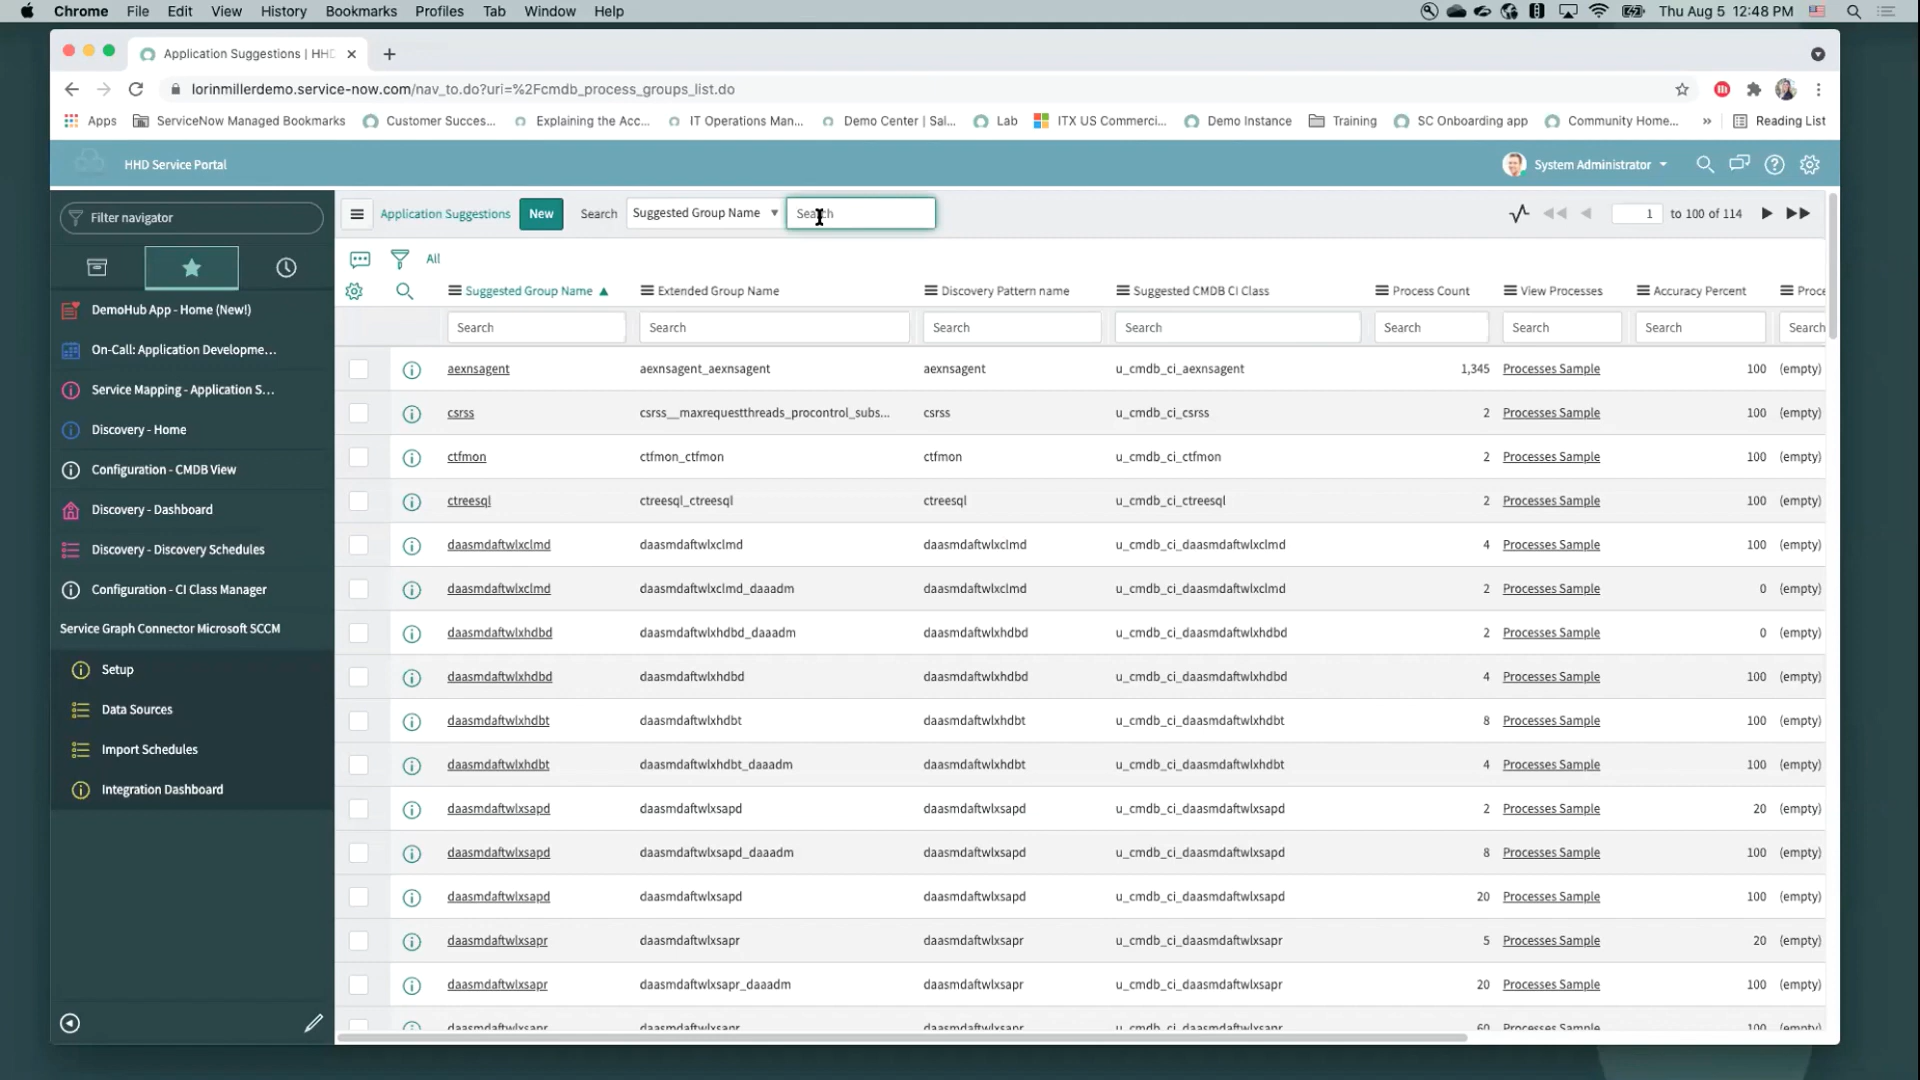 Chrome File Edit View History Bookmarks Profiles Tab Window Help Thu Aug 5 12:48 PM
Application Suggestions | HHD
lorinmillerdemo.service-now.com/nav_to.do?uri=%2Fcmdb_process_groups_list.do
Apps ServiceNow Managed Bookmarks Customer Succes... Explaining the Acc... IT Operations Man... Demo Center | Sal... Lab ITX US Commerci... Demo Instance Training SC Onboarding app Community Home... » Reading List
HHD Service Portal System Administrator
Filter navigator
Application Suggestions New Search Suggested Group Name Search 1 to 100 of 114
All
Suggested Group Name Extended Group Name Discovery Pattern name Suggested CMDB CI Class Process Count View Processes Accuracy Percent Proce
Search Search Search Search Search Search Search Search
DemoHub App - Home (New!)
On-Call: Application Developme...
Service Mapping - Application S...
Discovery - Home
Configuration - CMDB View
Discovery - Dashboard
Discovery - Discovery Schedules
Configuration - CI Class Manager
Service Graph Connector Microsoft SCCM
Setup
Data Sources
Import Schedules
Integration Dashboard
aexnsagent aexnsagent_aexnsagent aexnsagent u_cmdb_ci_aexnsagent 1,345 Processes Sample 100 (empty)
csrss csrss__maxrequestthreads_procontrol_subs... csrss u_cmdb_ci_csrss 2 Processes Sample 100 (empty)
ctfmon ctfmon_ctfmon ctfmon u_cmdb_ci_ctfmon 2 Processes Sample 100 (empty)
ctreesql ctreesql_ctreesql ctreesql u_cmdb_ci_ctreesql 2 Processes Sample 100 (empty)
daasmdaftwlxclmd daasmdaftwlxclmd daasmdaftwlxclmd u_cmdb_ci_daasmdaftwlxclmd 4 Processes Sample 100 (empty)
daasmdaftwlxclmd daasmdaftwlxclmd_daaadm daasmdaftwlxclmd u_cmdb_ci_daasmdaftwlxclmd 2 Processes Sample 0 (empty)
daasmdaftwlxhdbd daasmdaftwlxhdbd_daaadm daasmdaftwlxhdbd u_cmdb_ci_daasmdaftwlxhdbd 2 Processes Sample 0 (empty)
daasmdaftwlxhdbd daasmdaftwlxhdbd daasmdaftwlxhdbd u_cmdb_ci_daasmdaftwlxhdbd 4 Processes Sample 100 (empty)
daasmdaftwlxhdbt daasmdaftwlxhdbt daasmdaftwlxhdbt u_cmdb_ci_daasmdaftwlxhdbt 8 Processes Sample 100 (empty)
daasmdaftwlxhdbt daasmdaftwlxhdbt_daaadm daasmdaftwlxhdbt u_cmdb_ci_daasmdaftwlxhdbt 4 Processes Sample 100 (empty)
daasmdaftwlxsapd daasmdaftwlxsapd daasmdaftwlxsapd u_cmdb_ci_daasmdaftwlxsapd 2 Processes Sample 20 (empty)
daasmdaftwlxsapd daasmdaftwlxsapd_daaadm daasmdaftwlxsapd u_cmdb_ci_daasmdaftwlxsapd 8 Processes Sample 100 (empty)
daasmdaftwlxsapd daasmdaftwlxsapd daasmdaftwlxsapd u_cmdb_ci_daasmdaftwlxsapd 20 Processes Sample 100 (empty)
daasmdaftwlxsapr daasmdaftwlxsapr daasmdaftwlxsapr u_cmdb_ci_daasmdaftwlxsapr 5 Processes Sample 20 (empty)
daasmdaftwlxsapr daasmdaftwlxsapr_daaadm daasmdaftwlxsapr u_cmdb_ci_daasmdaftwlxsapr 20 Processes Sample 100 (empty)
daasmdaftwlxsapr daasmdaftwlxsapr daasmdaftwlxsapr u_cmdb_ci_daasmdaftwlxsapr 60 Processes Sample 100 (empty)